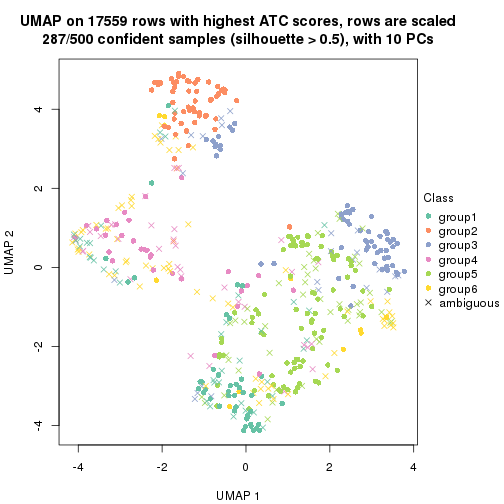 UMAP on 17559 rows with highest ATC scores, rows are scaled
287/500 confident samples (silhouette > 0.5), with 10 PCs
4
2
0
-2
-4
UMAP 2
-4
-2
0
2
4
UMAP 1
Class
group1
group2
group3
group4
group5
group6
ambiguous